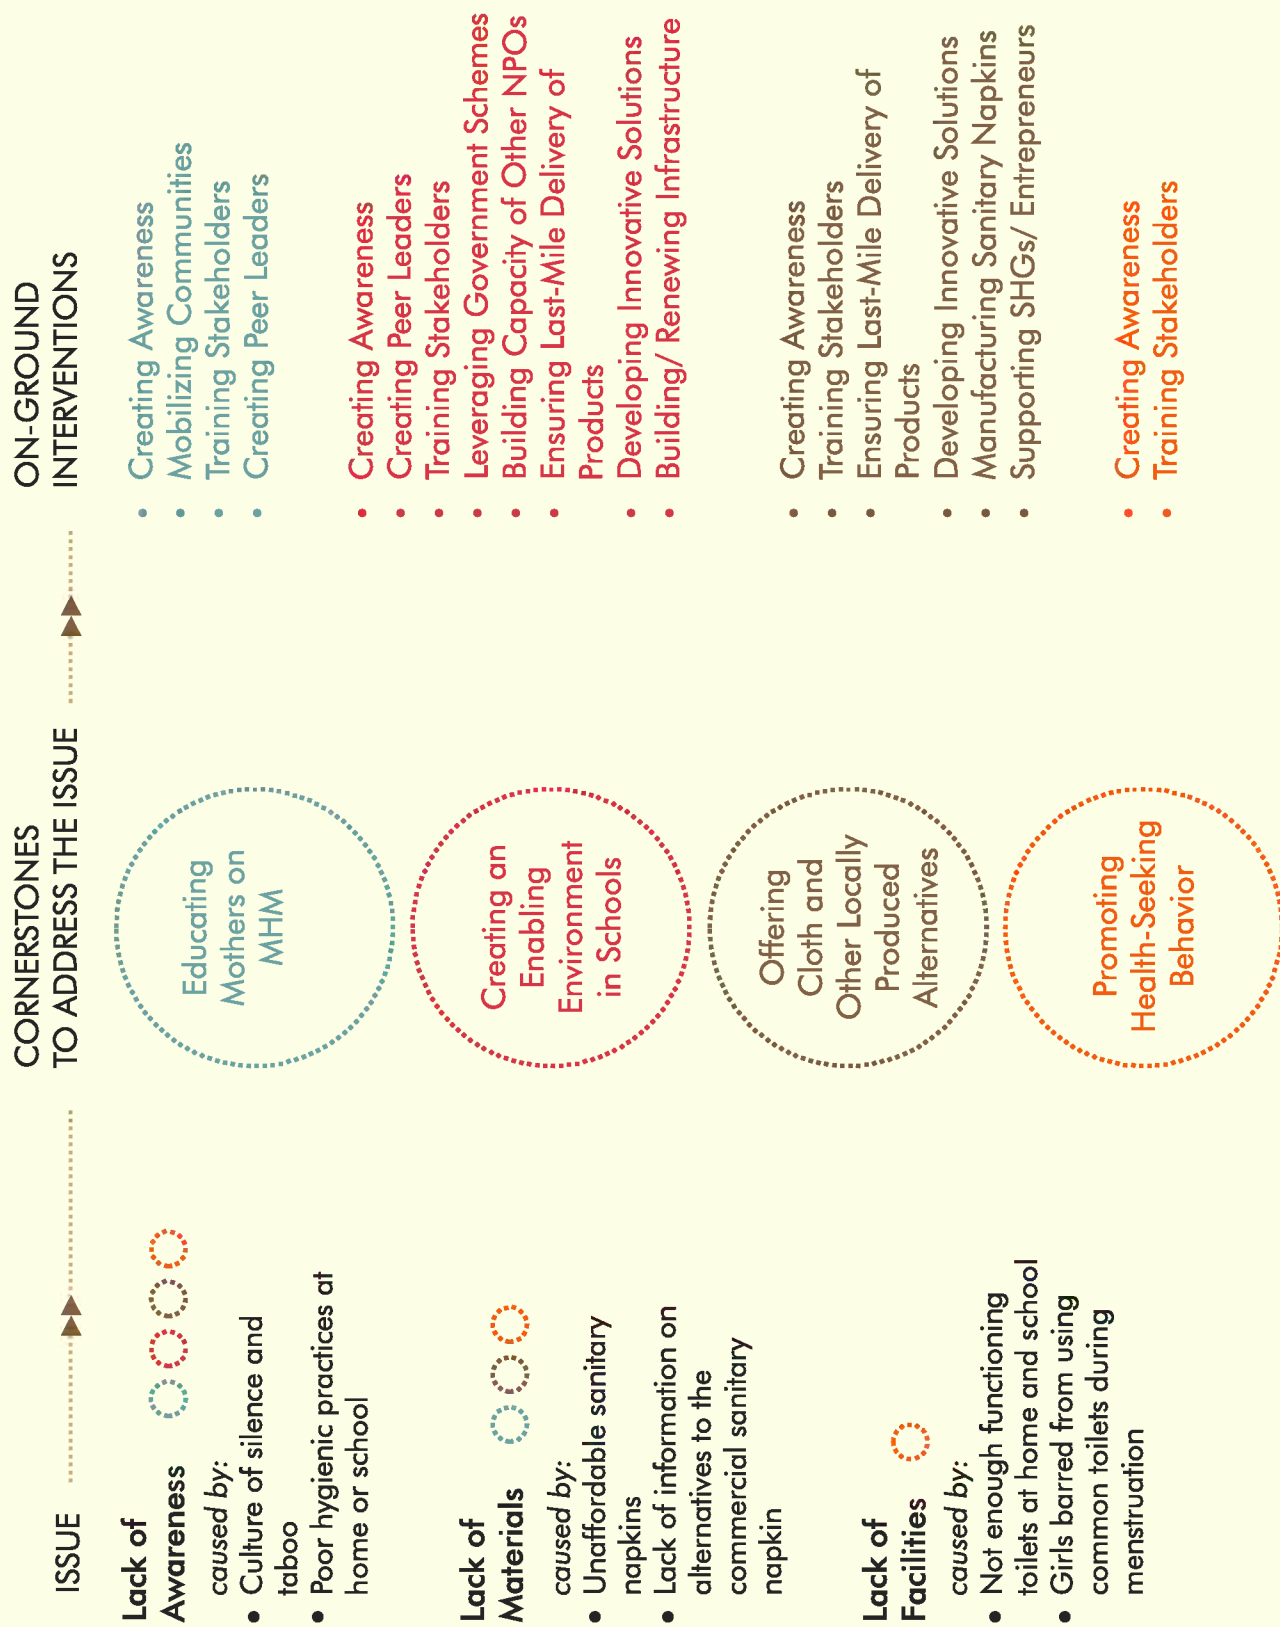 ISSUE
CORNERSTONES
TO ADDRESS THE ISSUE
ON-GROUND
INTERVENTIONS
Lack of
Awareness
caused by:
• Culture of silence and
taboo
• Poor hygienic practices at
home or school
Lack of
Materials
caused by:
• Unaffordable sanitary
napkins
• Lack of information on
alternatives to the
commercial sanitary
napkin
Lack of
Facilities
caused by:
• Not enough functioning
toilets at home and school
• Girls barred from using
common toilets during
menstruation
Educating
Mothers on
MHM
Creating an
Enabling
Environment
in Schools
Offering
Cloth and
Other Locally
Produced
Alternatives
Promoting
Health-Seeking
Behavior
• Creating Awareness
• Mobilizing Communities
• Training Stakeholders
• Creating Peer Leaders
• Creating Awareness
• Creating Peer Leaders
• Training Stakeholders
• Leveraging Government Schemes
• Building Capacity of Other NPOs
• Ensuring Last-Mile Delivery of
Products
• Developing Innovative Solutions
• Building/ Renewing Infrastructure
• Creating Awareness
• Training Stakeholders
• Ensuring Last-Mile Delivery of
Products
• Developing Innovative Solutions
• Manufacturing Sanitary Napkins
• Supporting SHGs/ Entrepreneurs
• Creating Awareness
• Training Stakeholders